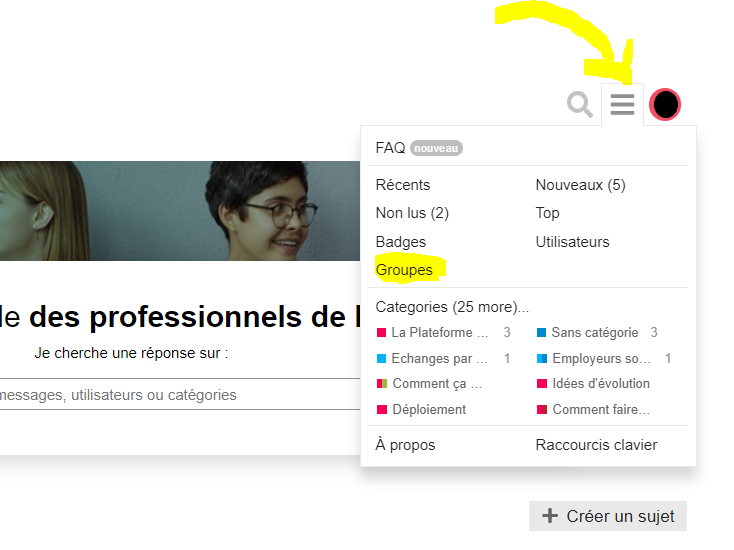 FAQ nouveau
Récents Nouveaux (5)
Non lus (2) Top
Badges Utilisateurs
Groupes
Categories (25 more)...
La Plateforme ... 3 Sans catégorie 3
Echanges par ... 1 Employeurs so... 1
Comment ça ... Idées d'évolution
Déploiement Comment faire...
À propos Raccourcis clavier
des professionnels de
Je cherche une réponse sur :
messages, utilisateurs ou catégories
Créer un sujet